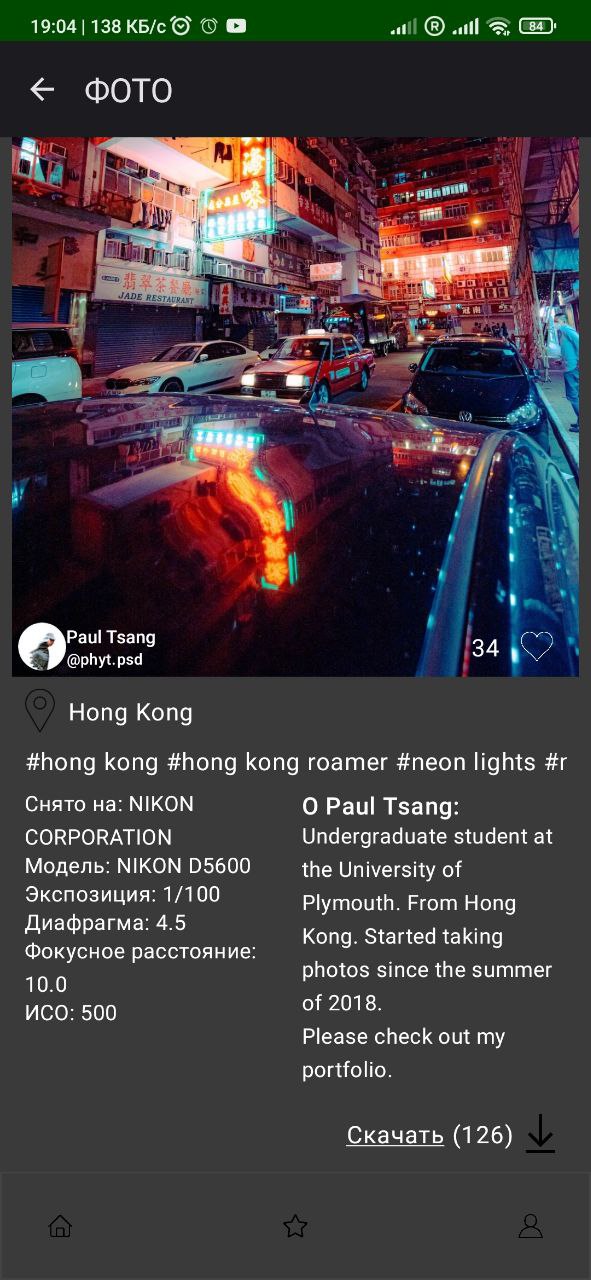 19:04 | 138 КБ/с
R
84
ФОТО
海味
翡翠茶餐廳
JADE RESTAURANT
Paul Tsang
@phyt.psd
34
Hong Kong
#hong kong #hong kong roamer #neon lights #r
Снято на: NIKON
CORPORATION
Модель: NIKON D5600
Экспозиция: 1/100
Диафрагма: 4.5
Фокусное расстояние:
10.0
ИСО: 500
О Paul Tsang:
Undergraduate student at
the University of
Plymouth. From Hong
Kong. Started taking
photos since the summer
of 2018.
Please check out my
portfolio.
Скачать (126)